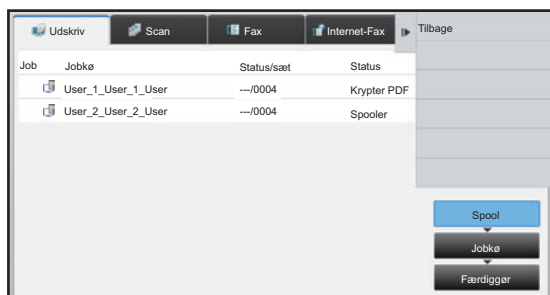 Udskriv Scan Fax Internet-Fax Tilbage
Job Jobkø Status/sæt Status
User_1_User_1_User ---/0004 Krypter PDF
User_2_User_2_User ---/0004 Spooler
Spool
Jobkø
Færdiggør